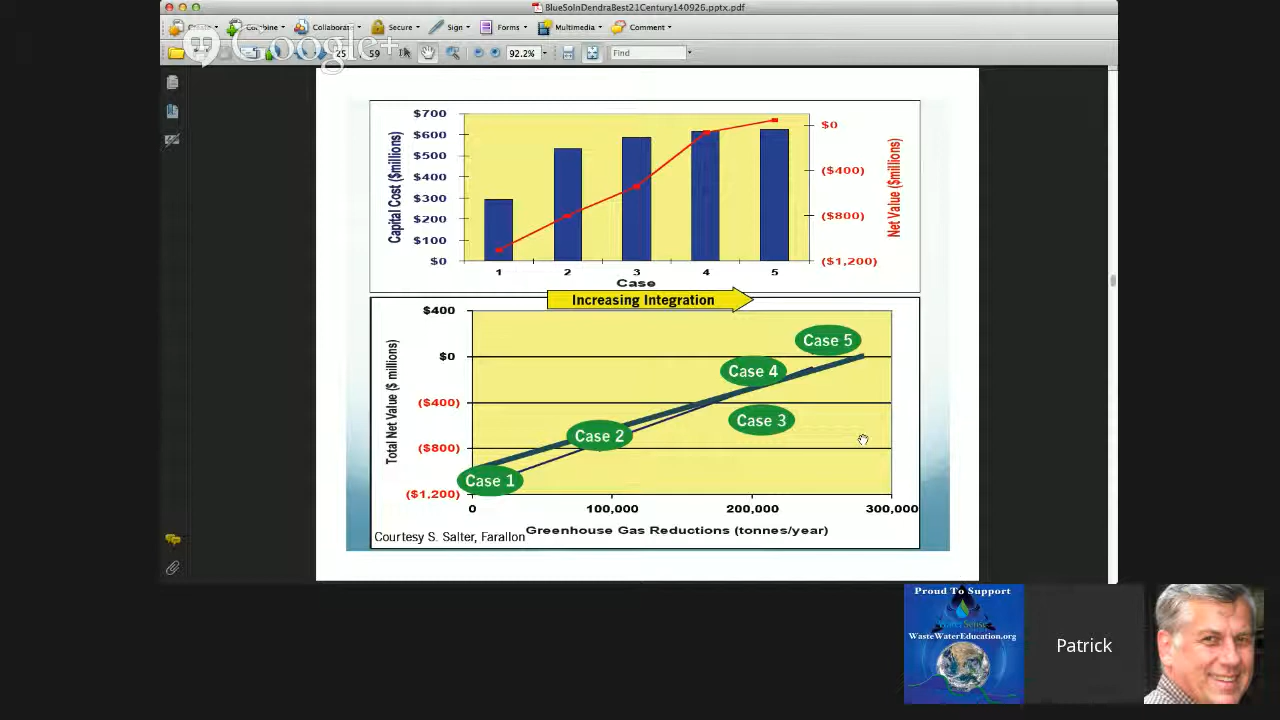 BlueSolnDendraBest21Century140926.pptx.pdf
Combine
Collaborate
Secure
Sign
Forms
Multimedia
Comment
Google+
25
59
92.2%
Find
$700
$600
$500
$400
$300
$200
$100
$0
Capital Cost ($millions)
$0
($400)
($800)
($1,200)
Net Value ($millions)
1 2 3 4 5
Case
Increasing Integration
$400
$0
($400)
($800)
($1,200)
Total Net Value ($ millions)
Case 5
Case 4
Case 3
Case 2
Case 1
0 100,000 200,000 300,000
Greenhouse Gas Reductions (tonnes/year)
Courtesy S. Salter, Farallon
Proud To Support
WasteWaterEducation.org
Patrick